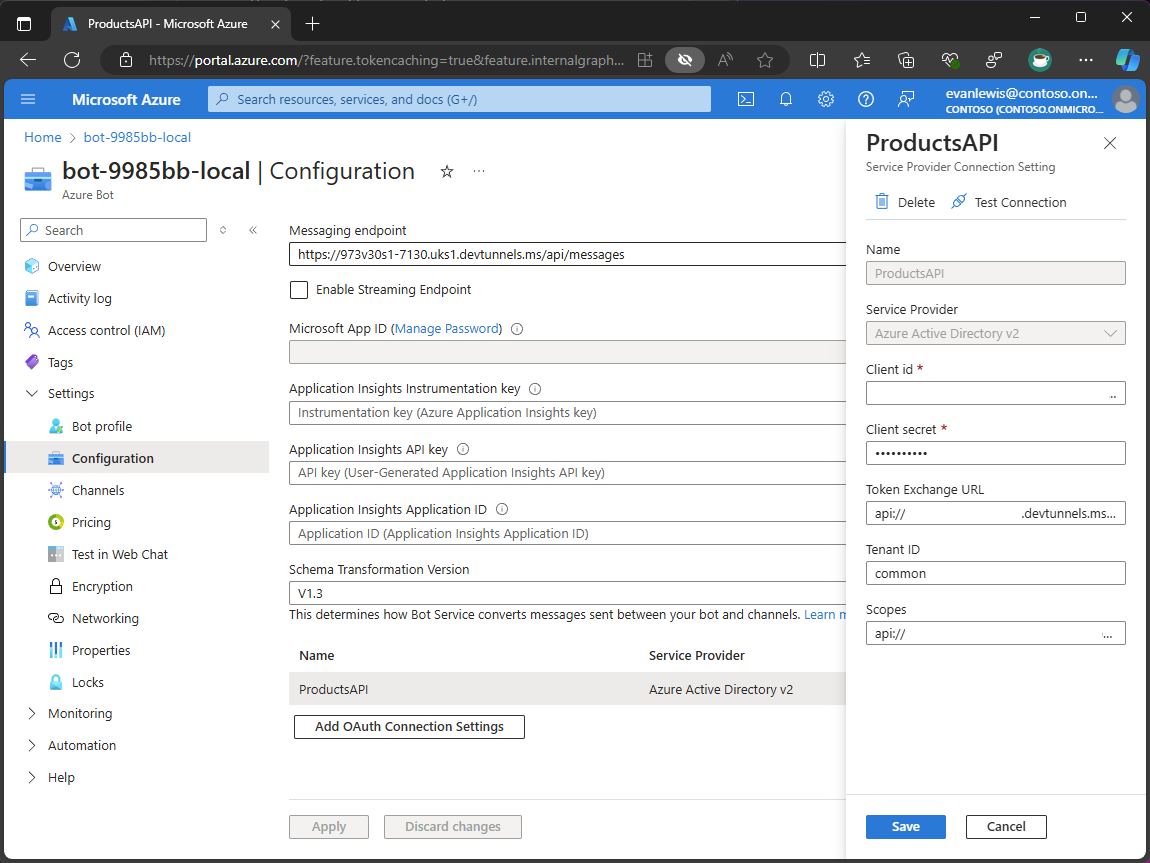 ProductsAPI - Microsoft Azure
https://portal.azure.com/?feature.tokencaching=true&feature.internalgraph...
Microsoft Azure
Search resources, services, and docs (G+/)
evanlewis@contoso.on...
CONTOSO (CONTOSO.ONMICRO...
Home > bot-9985bb-local
bot-9985bb-local | Configuration
Azure Bot
Search
Overview
Activity log
Access control (IAM)
Tags
Settings
Bot profile
Configuration
Channels
Pricing
Test in Web Chat
Encryption
Networking
Properties
Locks
Monitoring
Automation
Help
Messaging endpoint
https://973v30s1-7130.uks1.devtunnels.ms/api/messages
Enable Streaming Endpoint
Microsoft App ID (Manage Password)
Application Insights Instrumentation key
Instrumentation key (Azure Application Insights key)
Application Insights API key
API key (User-Generated Application Insights API key)
Application Insights Application ID
Application ID (Application Insights Application ID)
Schema Transformation Version
V1.3
This determines how Bot Service converts messages sent between your bot and channels. Learn m
Name Service Provider
ProductsAPI Azure Active Directory v2
Add OAuth Connection Settings
Apply Discard changes
ProductsAPI
Service Provider Connection Setting
Delete Test Connection
Name
ProductsAPI
Service Provider
Azure Active Directory v2
Client id *
...
Client secret *
••••••••••
Token Exchange URL
api:// .devtunnels.ms...
Tenant ID
common
Scopes
api:// ...
Save Cancel